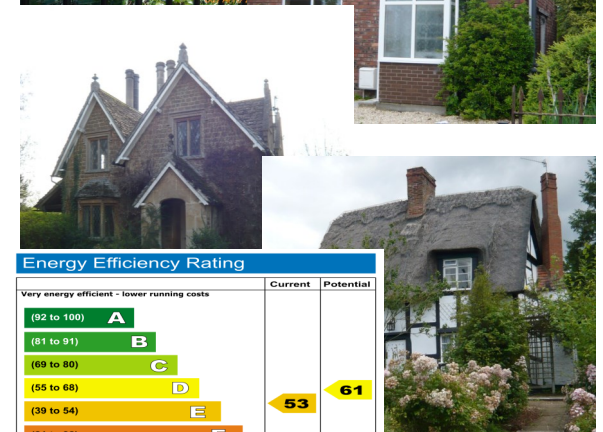 Energy Efficiency Rating
Current Potential
Very energy efficient - lower running costs
(92 to 100) A
(81 to 91) B
(69 to 80) C
(55 to 68) D
(39 to 54) E
53
61